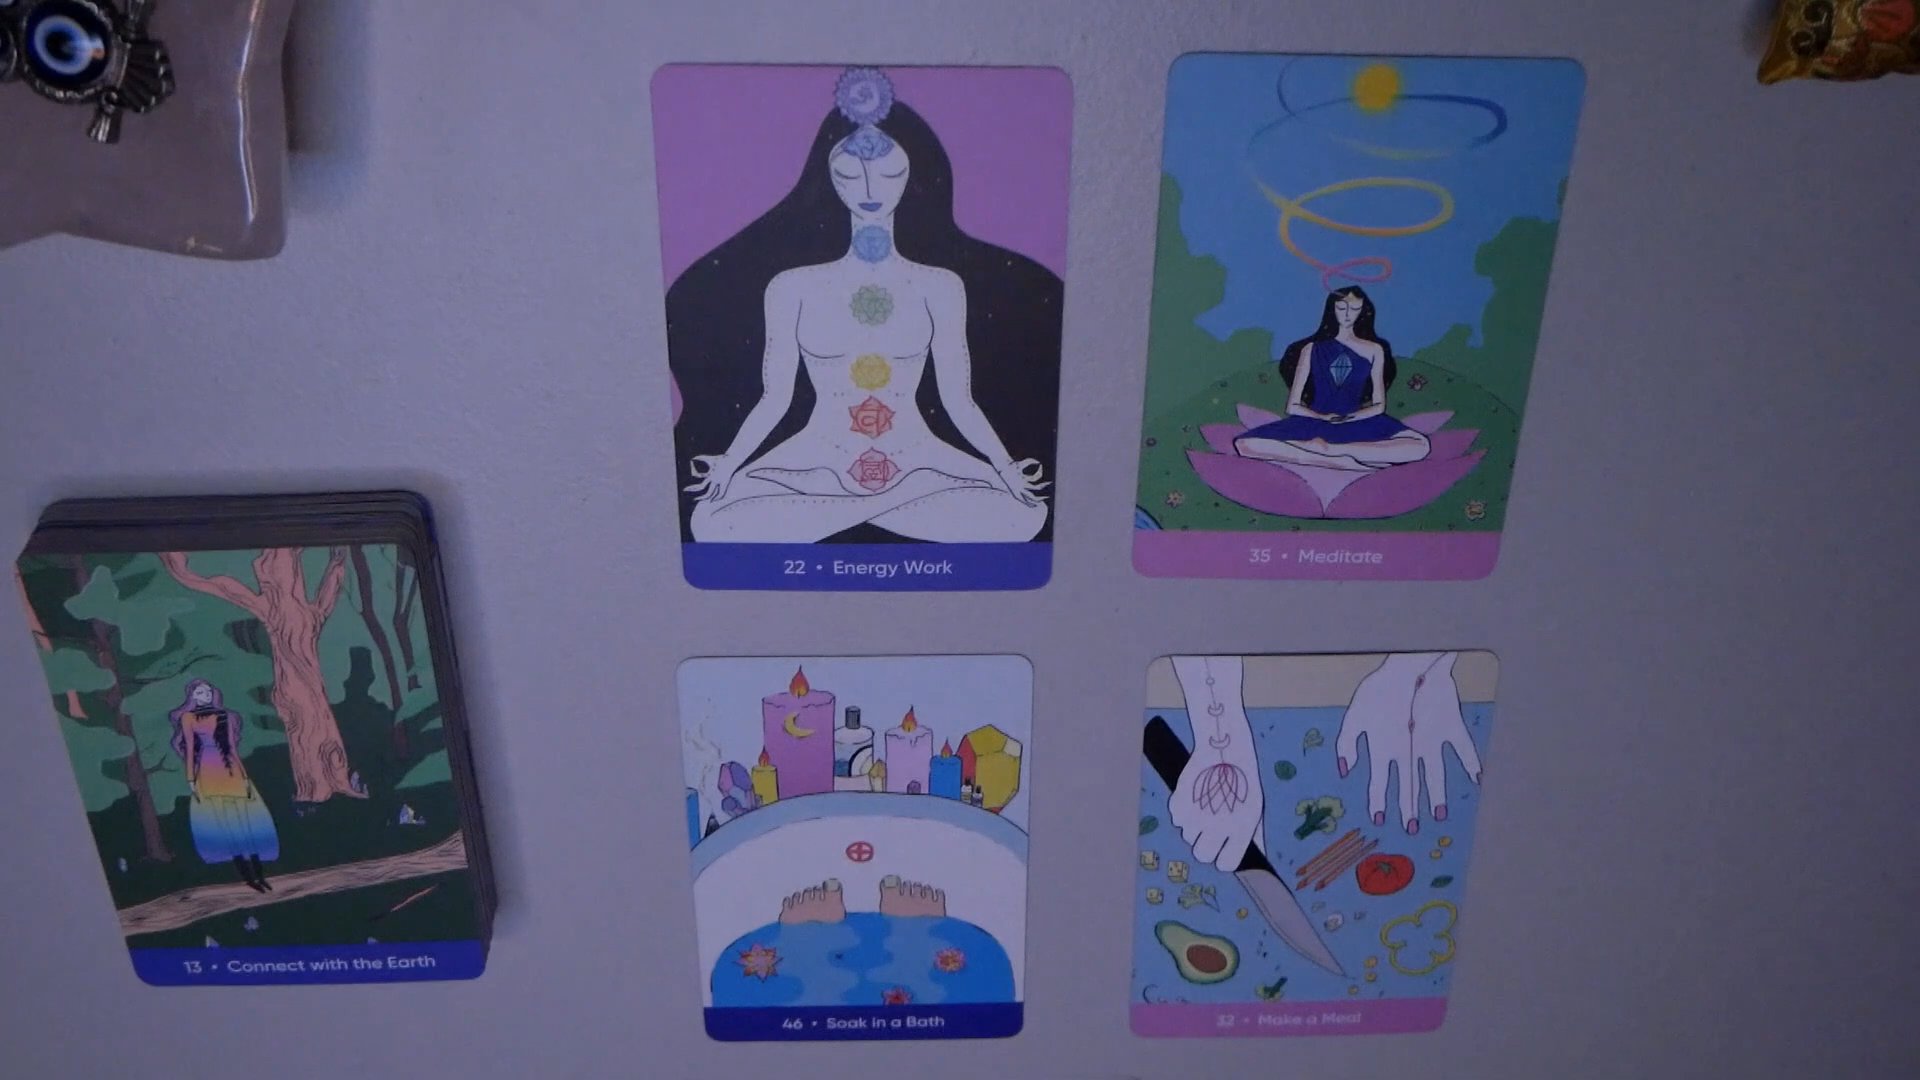 22 • Energy Work
35 • Meditate
13 • Connect with the Earth
46 • Soak in a Bath
32 • Make a Meal